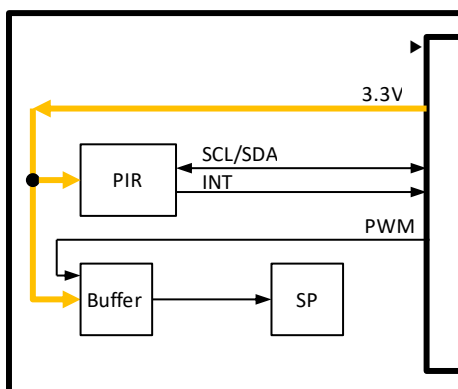 3.3V
SCL/SDA
PIR
INT
PWM
Buffer
SP